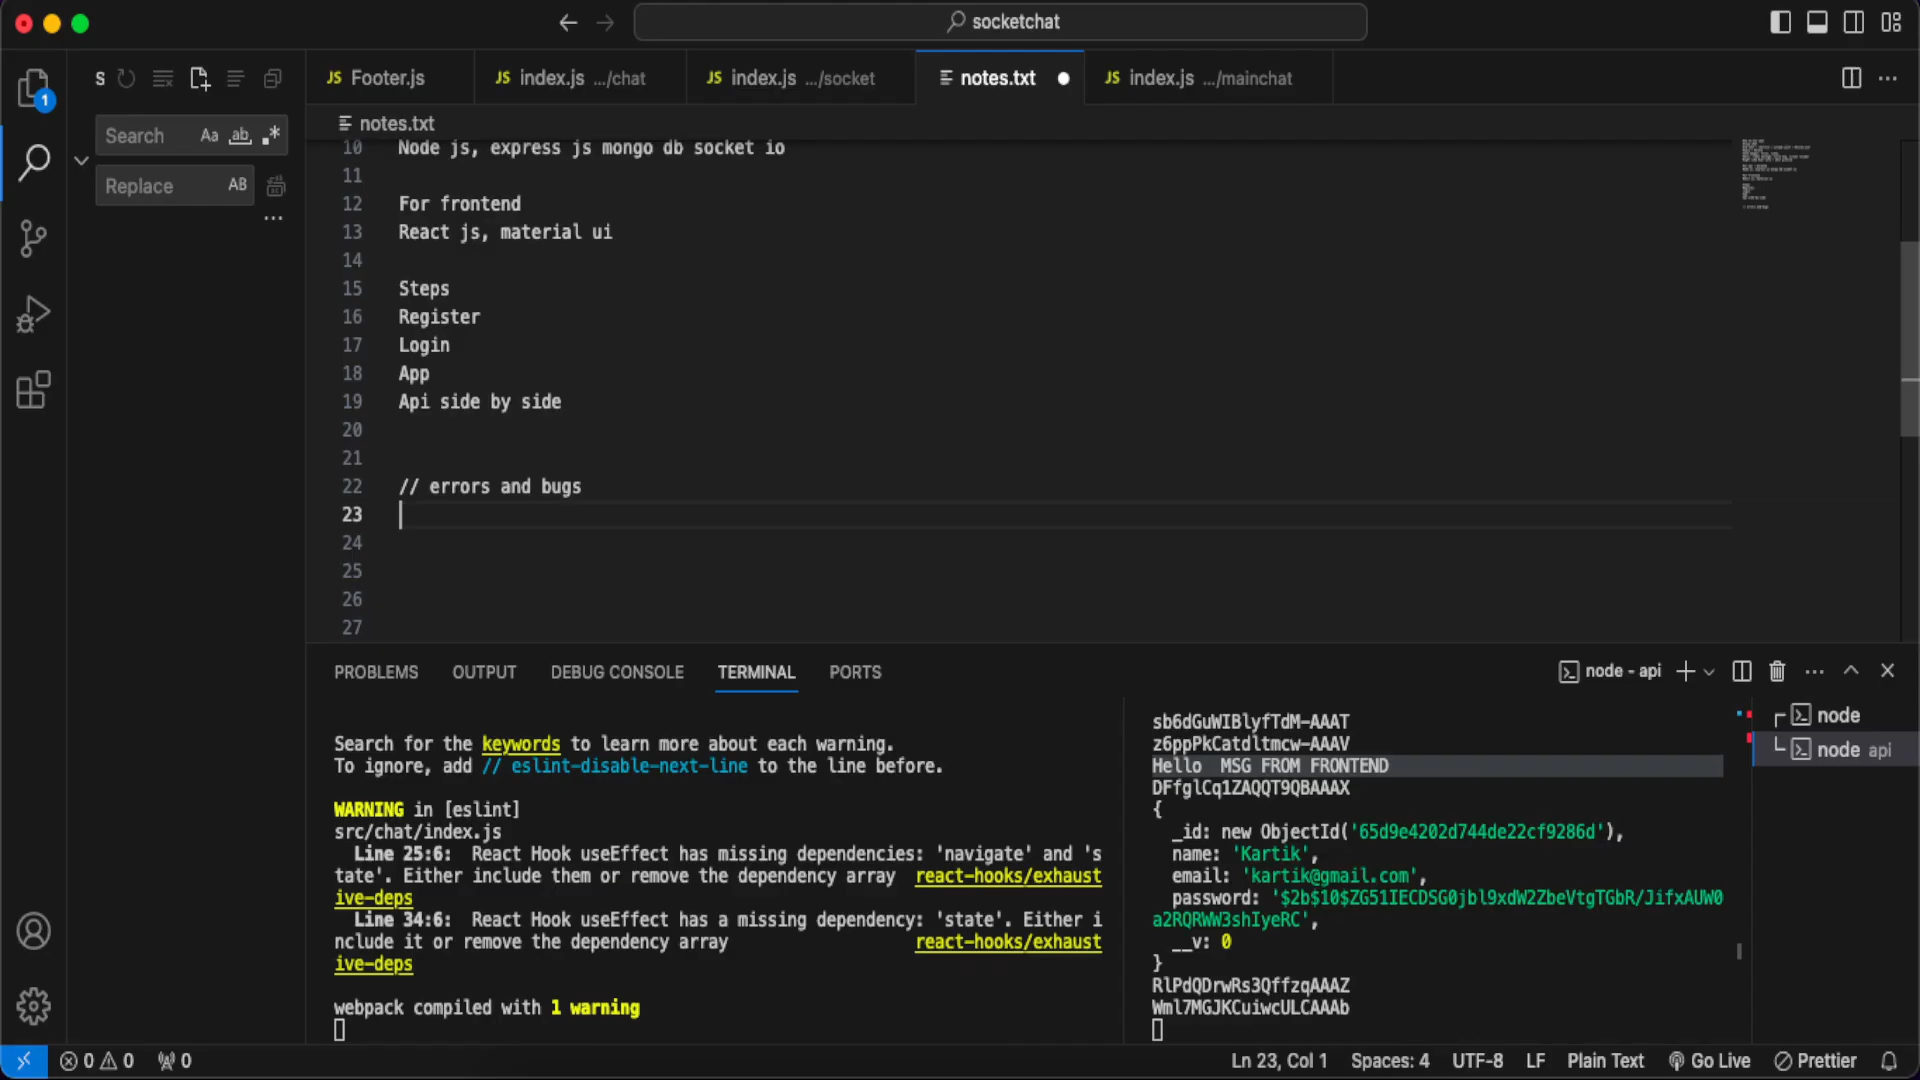 socketchat
JS Footer.js
JS index.js .../chat
JS index.js .../socket
notes.txt
JS index.js .../mainchat
1
S
Search Aa ab .*
Replace AB
notes.txt
10 Node js, express js mongo db socket io
11
12 For frontend
13 React js, material ui
14
15 Steps
16 Register
17 Login
18 App
19 Api side by side
20
21
22 // errors and bugs
23
24
25
26
27
PROBLEMS OUTPUT DEBUG CONSOLE TERMINAL PORTS
node - api
Search for the keywords to learn more about each warning.
To ignore, add // eslint-disable-next-line to the line before.
WARNING in [eslint]
src/chat/index.js
Line 25:6: React Hook useEffect has missing dependencies: 'navigate' and 's
tate'. Either include them or remove the dependency array react-hooks/exhaust
ive-deps
Line 34:6: React Hook useEffect has a missing dependency: 'state'. Either i
nclude it or remove the dependency array react-hooks/exhaust
ive-deps
webpack compiled with 1 warning
sb6dGuWIBlyfTdM-AAAT
z6ppPkCatdltmcw-AAAV
Hello MSG FROM FRONTEND
DFfglCq1ZAQQT9QBAAAX
{
_id: new ObjectId('65d9e4202d744de22cf9286d'),
name: 'Kartik',
email: 'kartik@gmail.com',
password: '$2b$10$ZG51IECDSG0jbl9xdW2ZbeVtgTGbR/JifxAUW0
a2RQRWW3shIyeRC',
__v: 0
}
RlPdQDrwRs3QffzqAAAZ
Wml7MGJKCuiwcULCAAAb
node
node api
0 0 0
Ln 23, Col 1 Spaces: 4 UTF-8 LF Plain Text Go Live Prettier